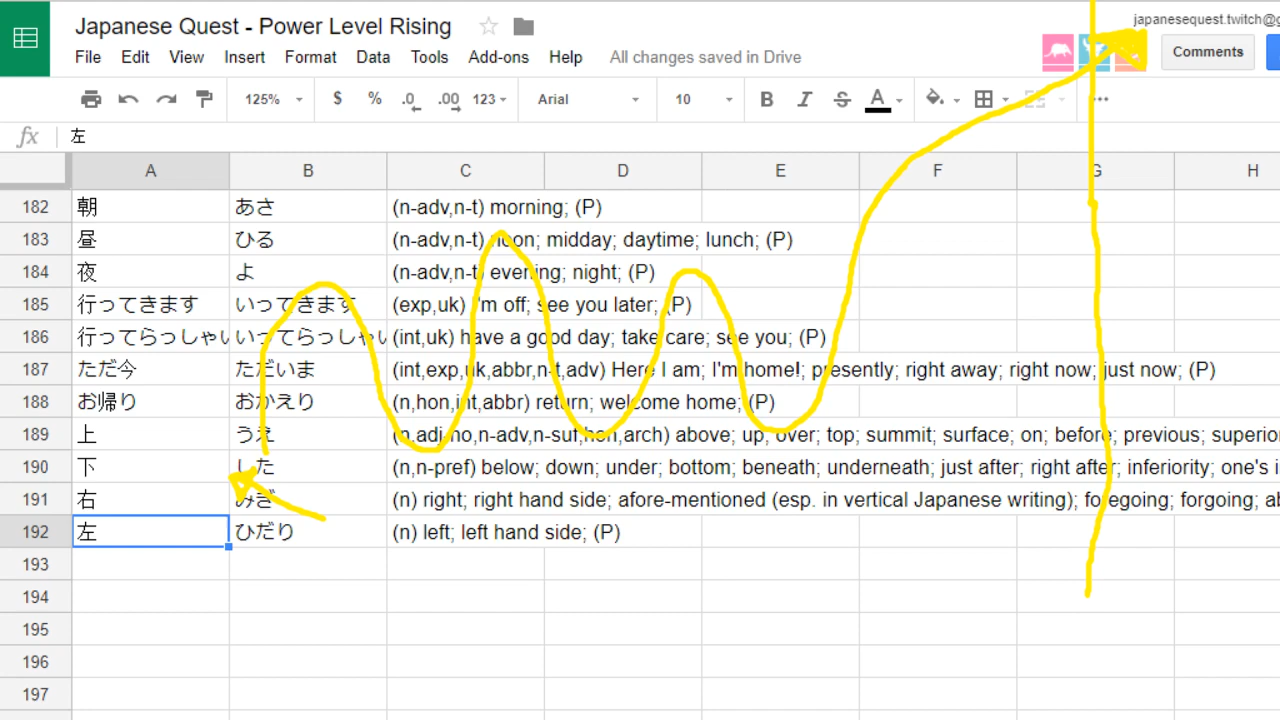 Japanese Quest - Power Level Rising
japanesequest.twitch@g
File Edit View Insert Format Data Tools Add-ons Help All changes saved in Drive
Comments
125% $ % .0 .00 123 Arial 10 B I S A
fx 左
A B C D E F G H
182 朝 あさ (n-adv,n-t) morning; (P)
183 昼 ひる (n-adv,n-t) noon; midday; daytime; lunch; (P)
184 夜 よ (n-adv,n-t) evening; night; (P)
185 行ってきます いってきます (exp,uk) I'm off; see you later; (P)
186 行ってらっしゃい いってらっしゃい (int,uk) have a good day; take care; see you; (P)
187 ただ今 ただいま (int,exp,uk,abbr,n-t,adv) Here I am; I'm home!; presently; right away; right now; just now; (P)
188 お帰り おかえり (n,hon,int,abbr) return; welcome home; (P)
189 上 うえ (n,adj-no,n-adv,n-suf,hon,arch) above; up; over; top; summit; surface; on; before; previous; superio
190 下 した (n,n-pref) below; down; under; bottom; beneath; underneath; just after; right after; inferiority; one's i
191 右 みぎ (n) right; right hand side; afore-mentioned (esp. in vertical Japanese writing); foregoing; forgoing; ab
192 左 ひだり (n) left; left hand side; (P)
193
194
195
196
197